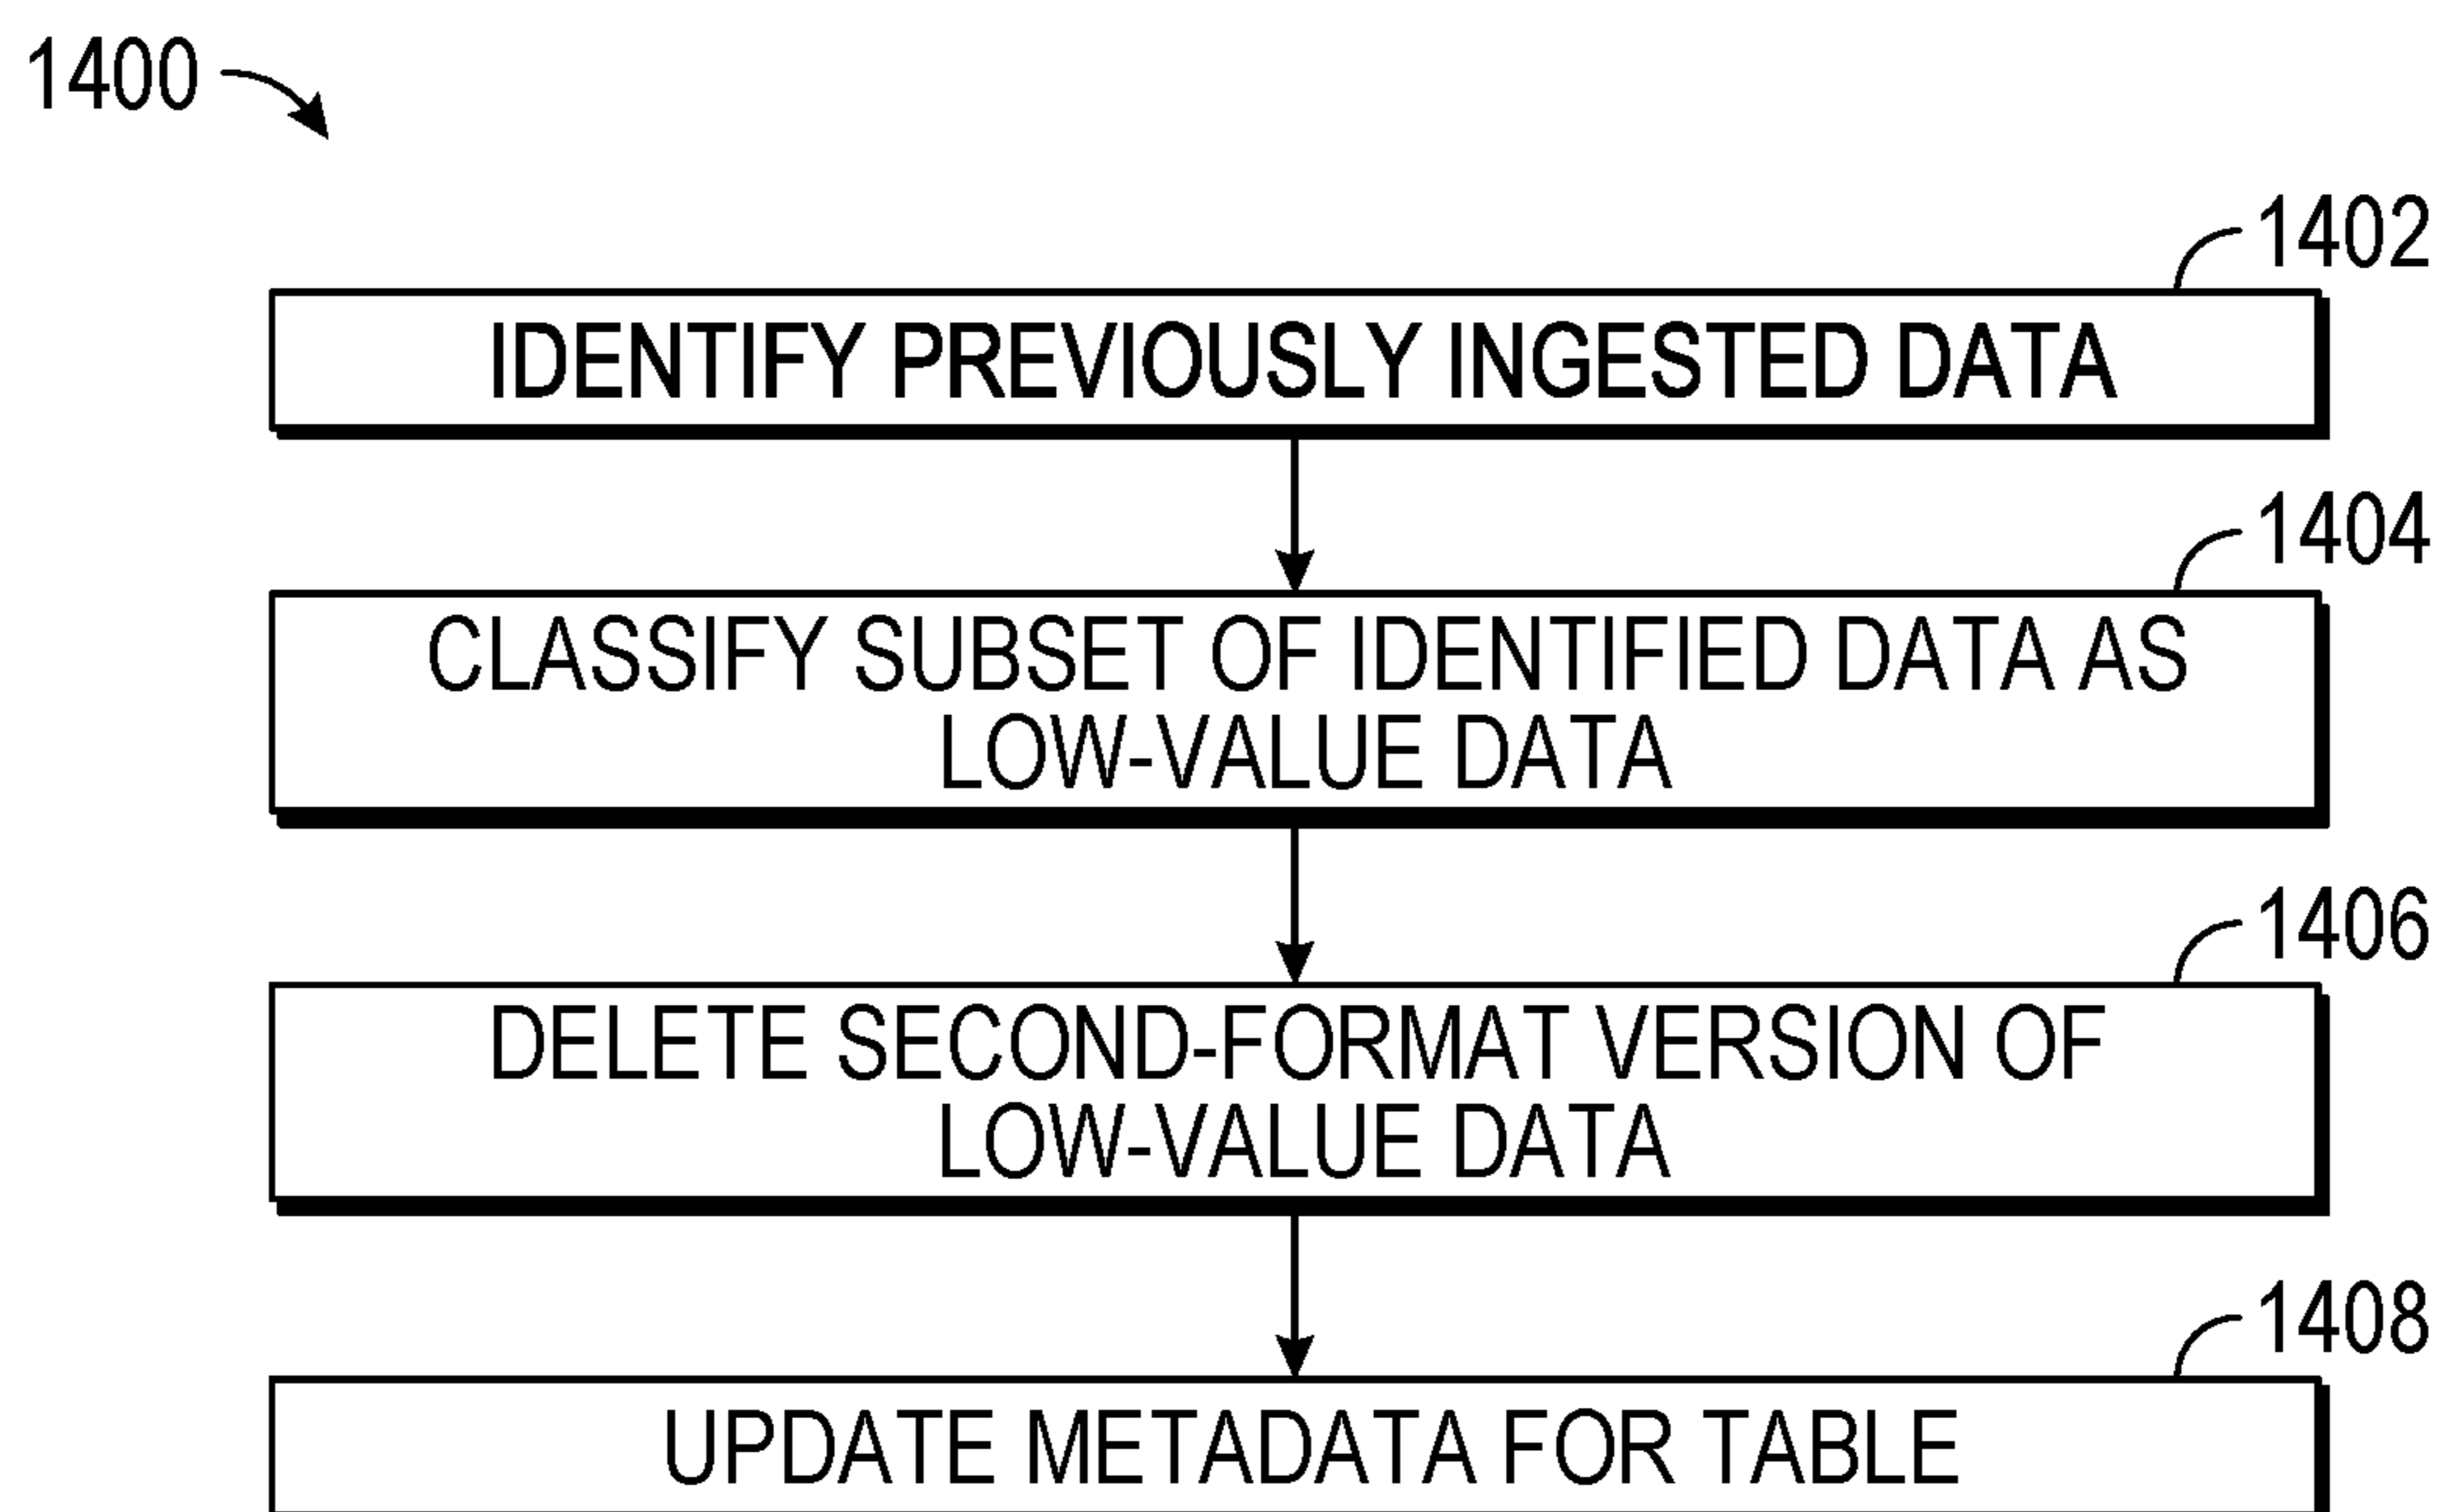 1400
1402
IDENTIFY PREVIOUSLY INGESTED DATA
1404
CLASSIFY SUBSET OF IDENTIFIED DATA AS
LOW-VALUE DATA
1406
DELETE SECOND-FORMAT VERSION OF
LOW-VALUE DATA
1408
UPDATE METADATA FOR TABLE